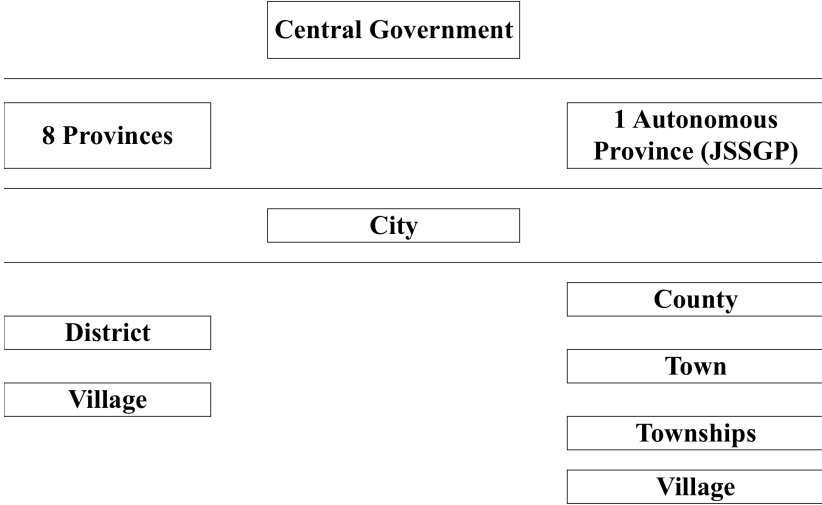 Central Government
8 Provinces
1 Autonomous
Province (JSSGP)
City
County
District
Town
Village
Townships
Village